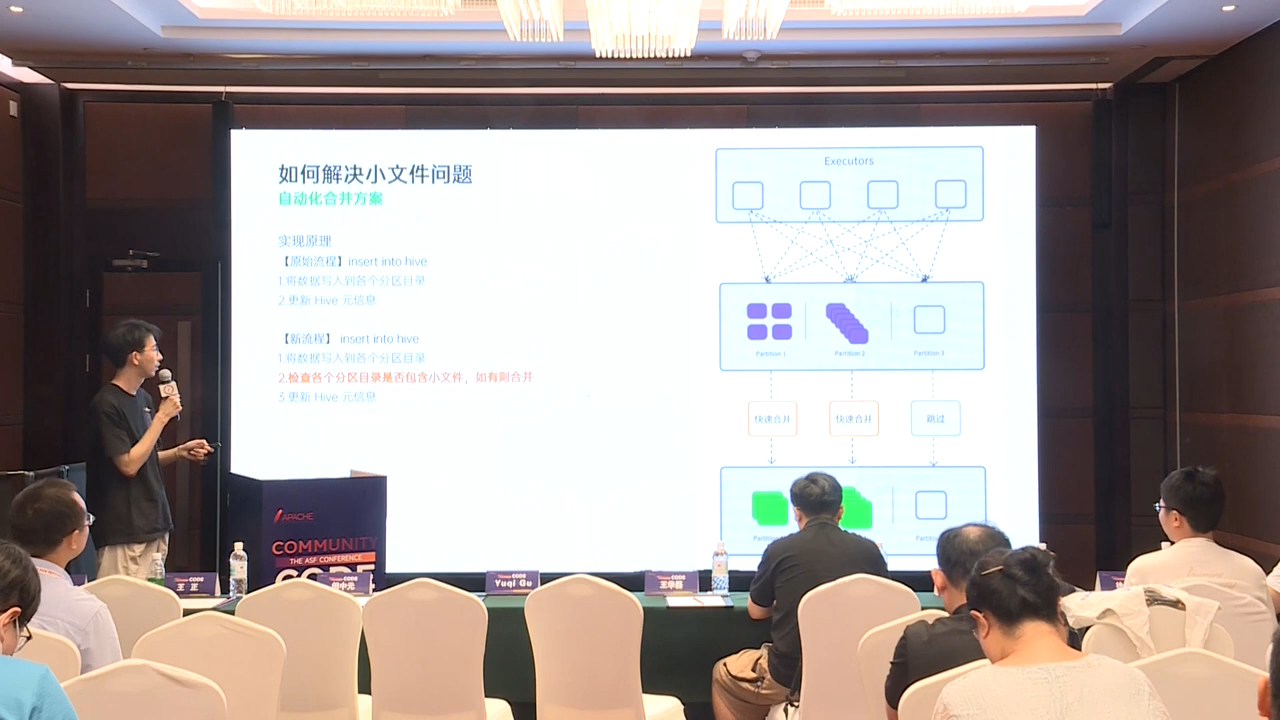 如何解决小文件问题
自动化合并方案
实现原理
【原始流程】insert into hive
1.将数据写入到各个分区目录
2.更新 Hive 元信息
【新流程】 insert into hive
1.将数据写入到各个分区目录
2.检查各个分区目录是否包含小文件，如有则合并
3.更新 Hive 元信息
Executors
Partition 1
Partition 2
Partition 3
快速合并
快速合并
跳过
APACHE
COMMUNITY
THE ASF CONFERENCE
CODE
王 正
Yuqi Gu